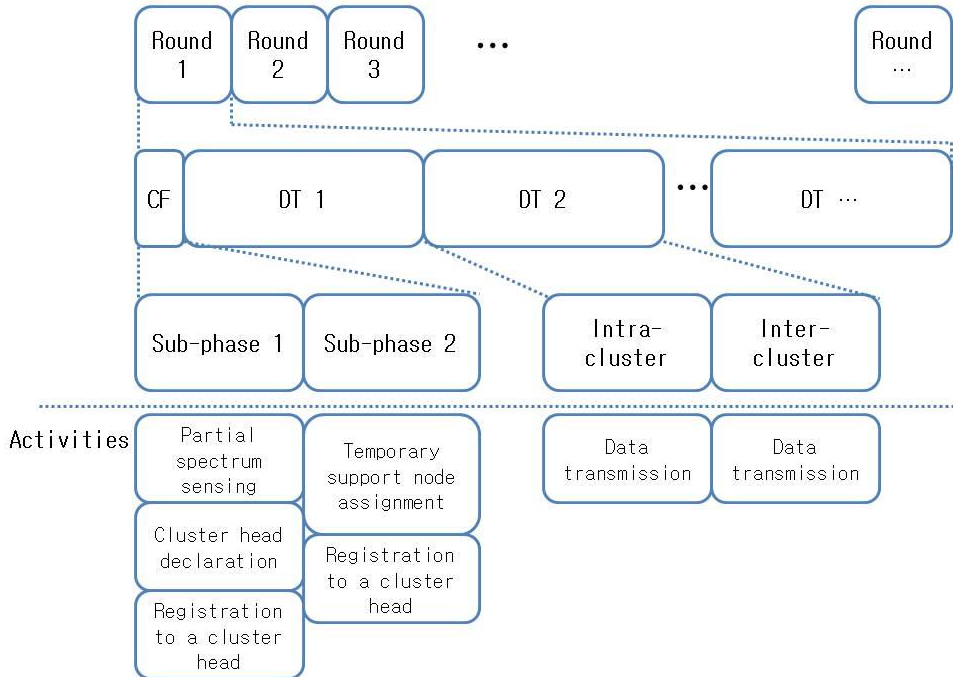 Round
1
Round
2
Round
3
•••
Round
…
CF
DT 1
DT 2
•••
DT …
Sub-phase 1
Sub-phase 2
Intra-
cluster
Inter-
cluster
Activities
Partial
spectrum
sensing
Cluster head
declaration
Registration
to a cluster
head
Temporary
support node
assignment
Registration
to a cluster
head
Data
transmission
Data
transmission